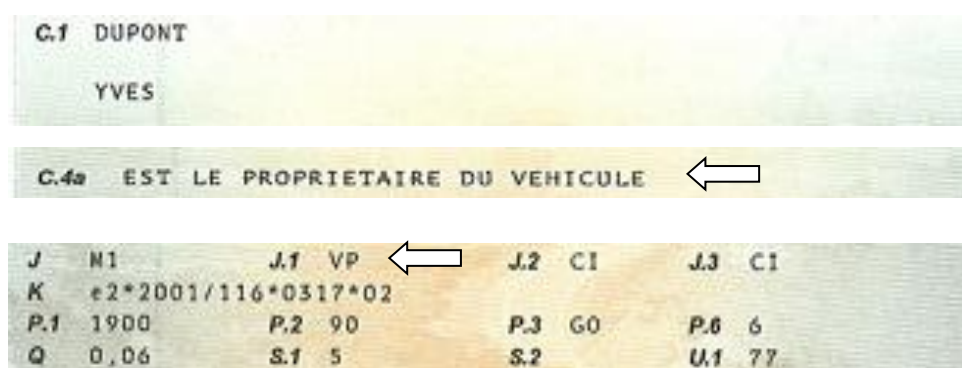 C.1 DUPONT
YVES
C.4a EST LE PROPRIETAIRE DU VEHICULE
J M1 J.1 VP J.2 CI J.3 CI
K e2*2001/116*0317*02
P.1 1900 P.2 90 P.3 GO P.6 6
Q 0,06 S.1 5 S.2 U.1 77